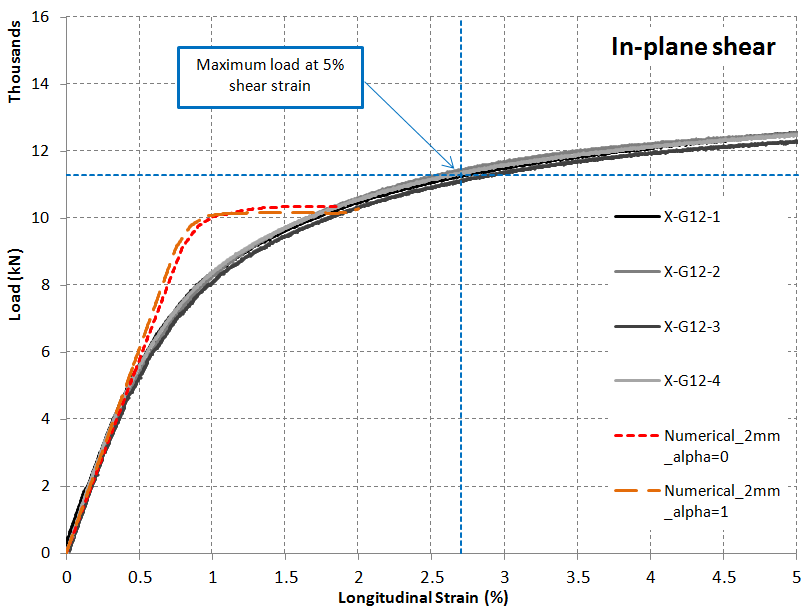 In-plane shear
Thousands
Load (kN)
16
14
12
10
8
6
4
2
0
Maximum load at 5%
shear strain
X-G12-1
X-G12-2
X-G12-3
X-G12-4
Numerical_2mm
_alpha=0
Numerical_2mm
_alpha=1
0 0.5 1 1.5 2 2.5 3 3.5 4 4.5 5
Longitudinal Strain (%)